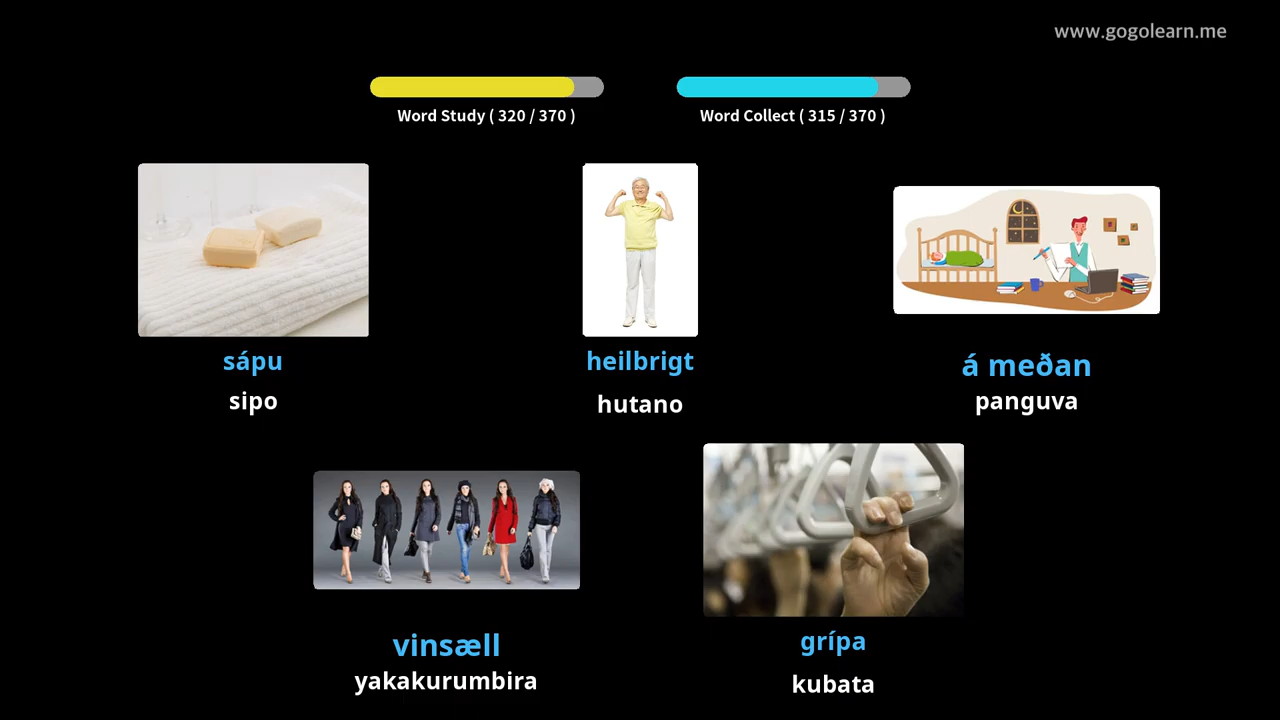 www.gogolearn.me
Word Study ( 320 / 370 )
Word Collect ( 315 / 370 )
sápu
sipo
heilbrigt
hutano
á meðan
panguva
vinsæll
yakakurumbira
grípa
kubata